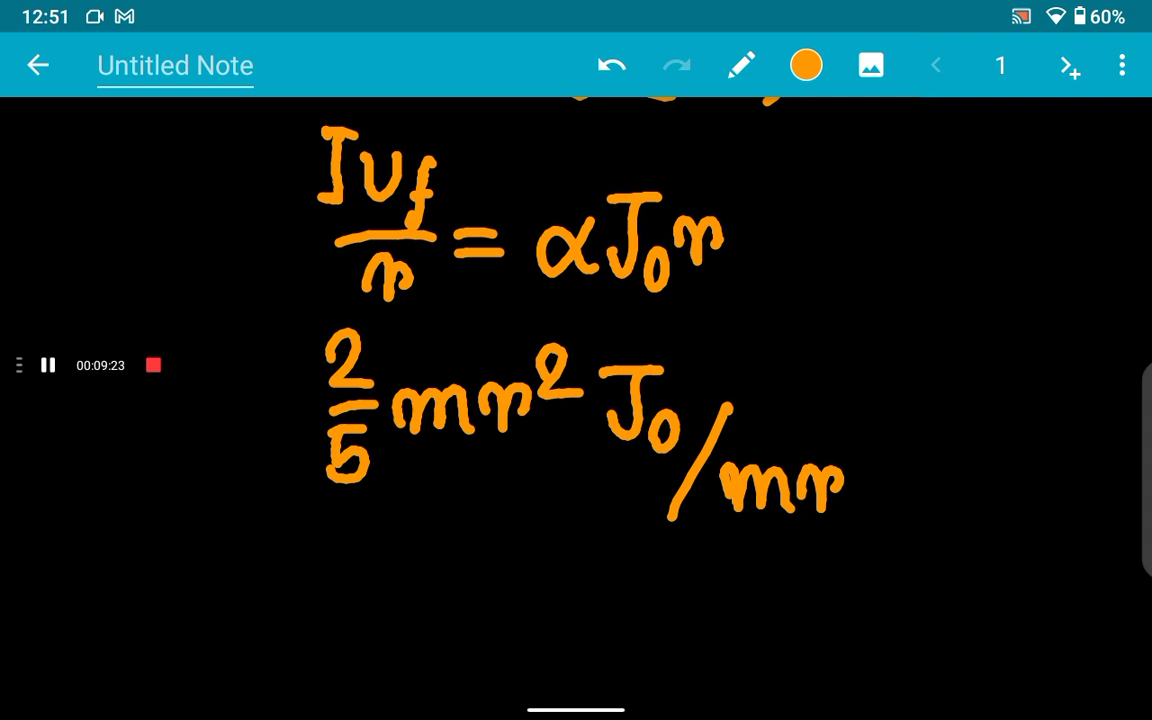 12:51 60%
Untitled Note 1
Iv_f/r = αJ₀r
00:09:23
2/5 mr² J₀/mr